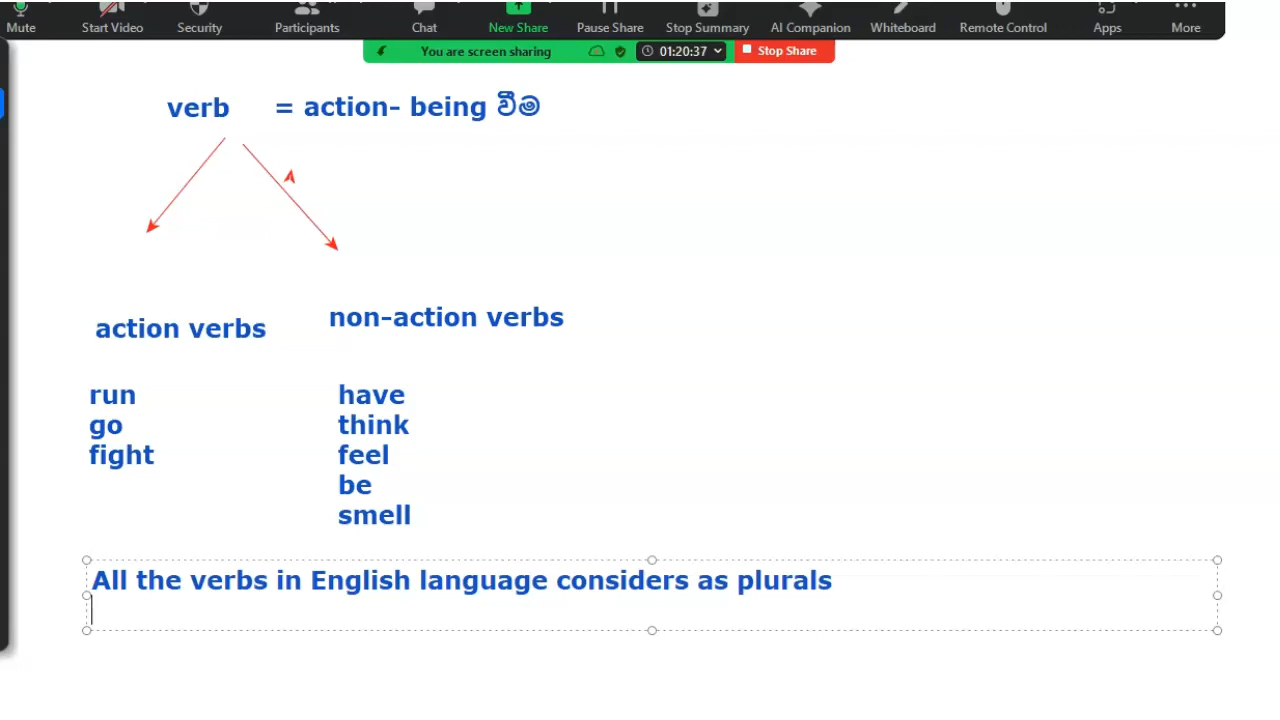 Mute Start Video Security Participants Chat New Share Pause Share Stop Summary AI Companion Whiteboard Remote Control Apps More
You are screen sharing 01:20:37 Stop Share
verb = action- being වීම
action verbs non-action verbs
run have
go think
fight feel
be
smell
All the verbs in English language considers as plurals